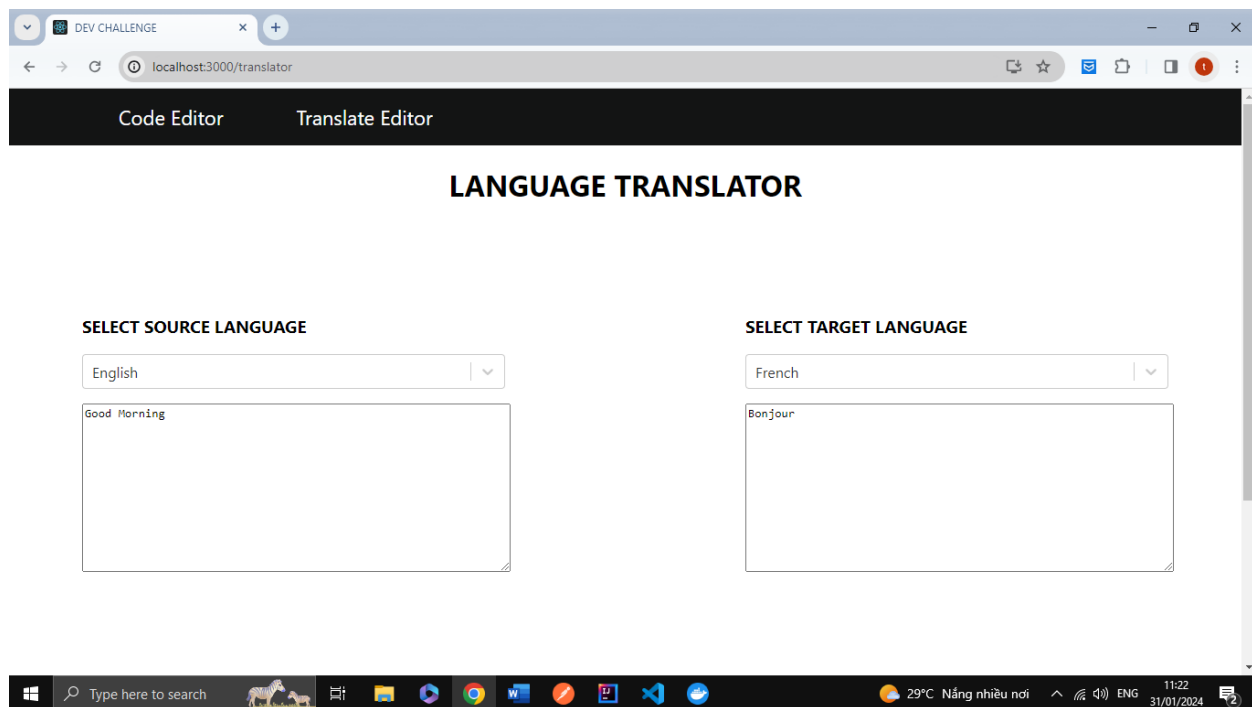 DEV CHALLENGE
localhost:3000/translator
Code Editor Translate Editor
LANGUAGE TRANSLATOR
SELECT SOURCE LANGUAGE
English
Good Morning
SELECT TARGET LANGUAGE
French
Bonjour
Type here to search
29°C Nắng nhiều nơi
ENG
11:22
31/01/2024
2